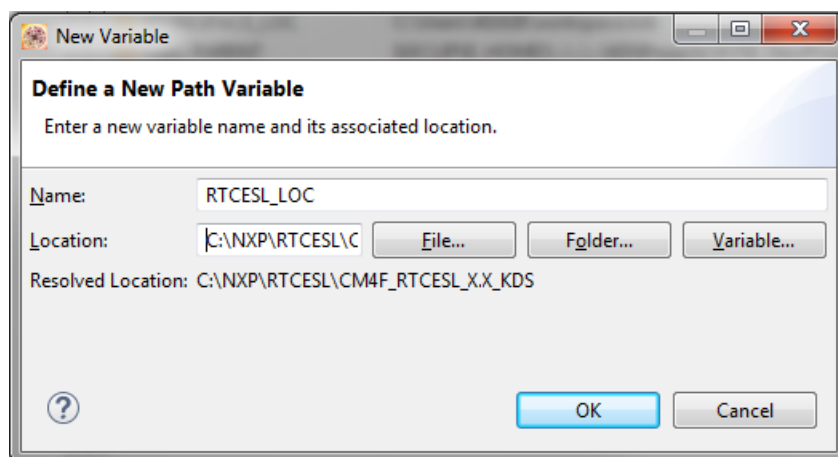 New Variable
Define a New Path Variable
Enter a new variable name and its associated location.
Name: RTCESL_LOC
Location: C:\NXP\RTCESL\C File... Folder... Variable...
Resolved Location: C:\NXP\RTCESL\CM4F_RTCESL_X.X_KDS
? OK Cancel